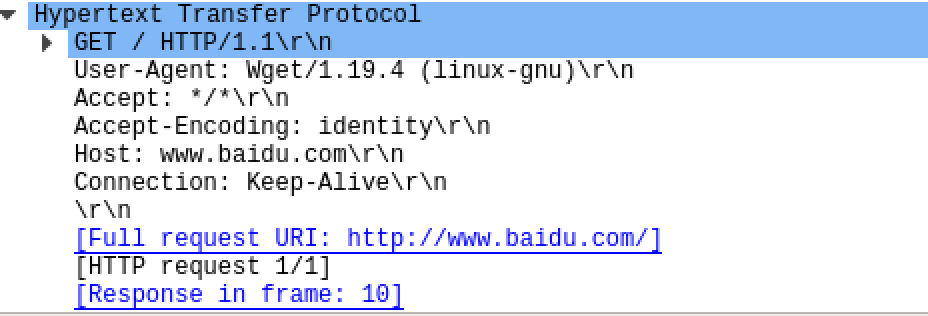 Hypertext Transfer Protocol
GET / HTTP/1.1\r\n
User-Agent: Wget/1.19.4 (linux-gnu)\r\n
Accept: */*\r\n
Accept-Encoding: identity\r\n
Host: www.baidu.com\r\n
Connection: Keep-Alive\r\n
\r\n
[Full request URI: http://www.baidu.com/]
[HTTP request 1/1]
[Response in frame: 10]